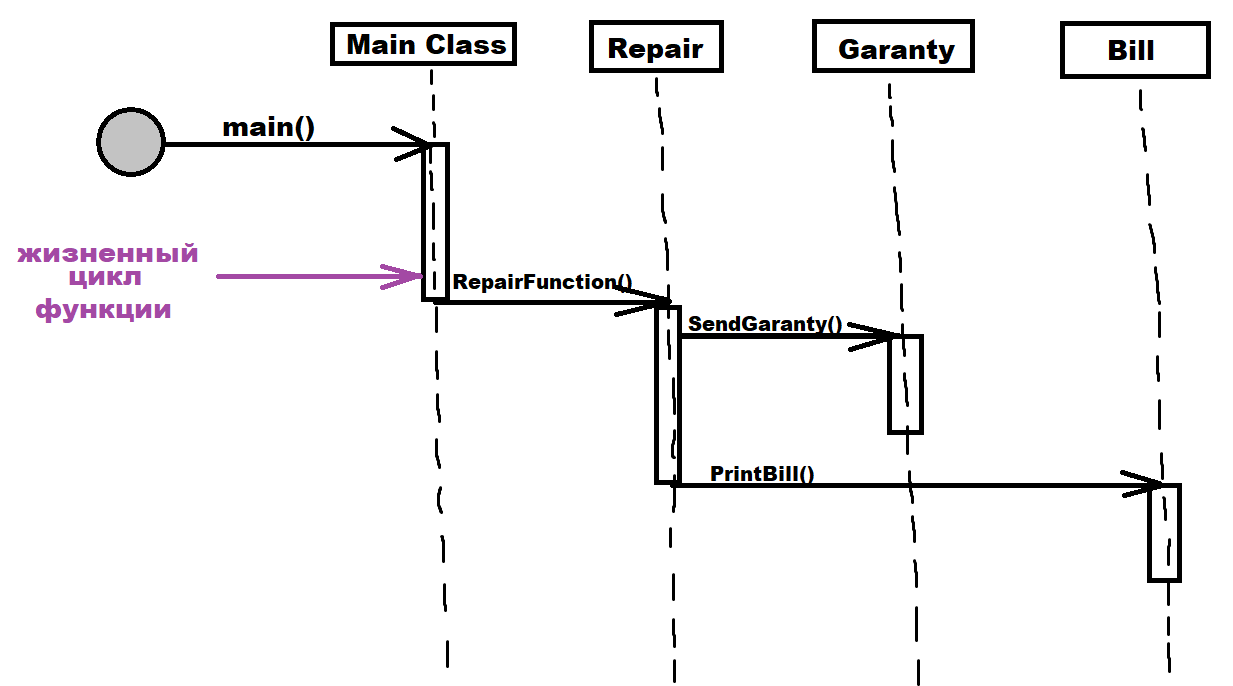 Main Class
Repair
Garanty
Bill
main()
жизненный
цикл
функции
RepairFunction()
SendGaranty()
PrintBill()